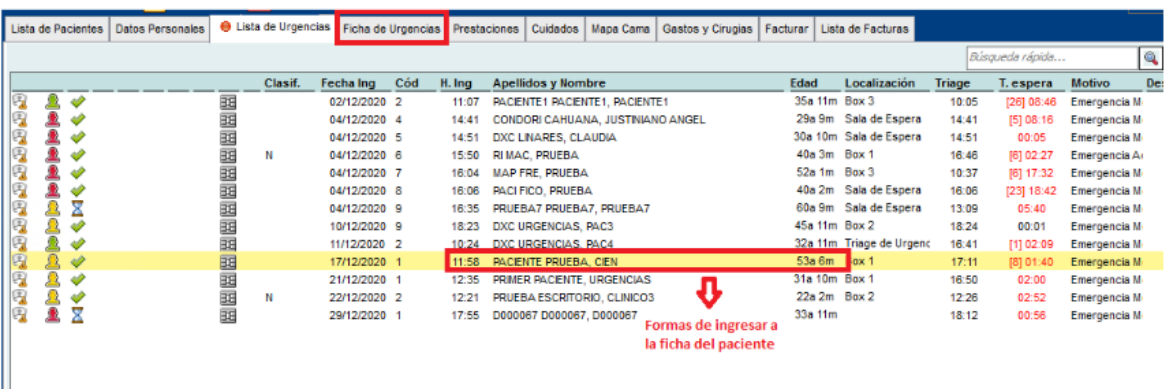 Lista de Pacientes Datos Personales Lista de Urgencias Ficha de Urgencias Prestaciones Cuidados Mapa Cama Gastos y Cirugias Facturar Lista de Facturas
Búsqueda rápida...
Clasif. Fecha Ing Cód H. Ing Apellidos y Nombre Edad Localización Triage T. espera Motivo Des
02/12/2020 2 11:07 PACIENTE1 PACIENTE1, PACIENTE1 35a 11m Box 3 10:05 [26] 08:46 Emergencia M
04/12/2020 4 14:41 CONDORI CAHUANA, JUSTINIANO ANGEL 29a 9m Sala de Espera 14:41 [5] 08:16 Emergencia M
04/12/2020 5 14:51 DXC LINARES, CLAUDIA 30a 10m Sala de Espera 14:51 00:05 Emergencia M
N 04/12/2020 6 15:50 RI MAC, PRUEBA 40a 3m Box 1 16:46 [6] 02:27 Emergencia A
04/12/2020 7 16:04 MAP FRE, PRUEBA 52a 1m Box 3 10:37 [6] 17:32 Emergencia M
04/12/2020 8 16:06 PACI FICO, PRUEBA 40a 2m Sala de Espera 16:06 [23] 18:42 Emergencia M
04/12/2020 9 16:35 PRUEBA7 PRUEBA7, PRUEBA7 60a 9m Sala de Espera 13:09 05:40 Emergencia M
10/12/2020 9 18:23 DXC URGENCIAS, PAC3 45a 11m Box 2 18:24 00:01 Emergencia M
11/12/2020 2 10:24 DXC URGENCIAS, PAC4 32a 11m Triage de Urgenc 16:41 [1] 02:09 Emergencia M
17/12/2020 1 11:58 PACIENTE PRUEBA, CIEN 53a 6m Box 1 17:11 [8] 01:40 Emergencia M
21/12/2020 1 12:35 PRIMER PACIENTE, URGENCIAS 31a 10m Box 1 16:50 02:00 Emergencia M
N 22/12/2020 2 12:21 PRUEBA ESCRITORIO, CLINICO3 22a 2m Box 2 12:26 02:52 Emergencia M
29/12/2020 1 17:55 D000067 D000067, D000067 33a 11m 18:12 00:56 Emergencia M
Formas de ingresar a
la ficha del paciente